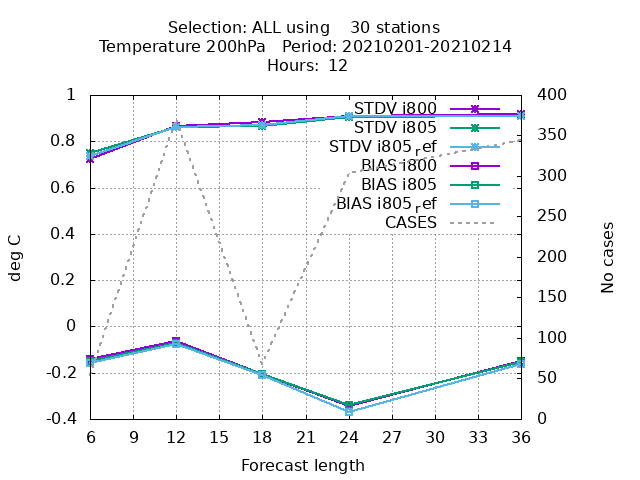 Selection: ALL using    30 stations
Temperature 200hPa   Period: 20210201-20210214
Hours:  12
1
0.8
0.6
0.4
0.2
0
-0.2
-0.4
deg C
400
350
300
250
200
150
100
50
0
No cases
STDV i800
STDV i805
STDV i805ref
BIAS i800
BIAS i805
BIAS i805ref
CASES
6 9 12 15 18 21 24 27 30 33 36
Forecast length